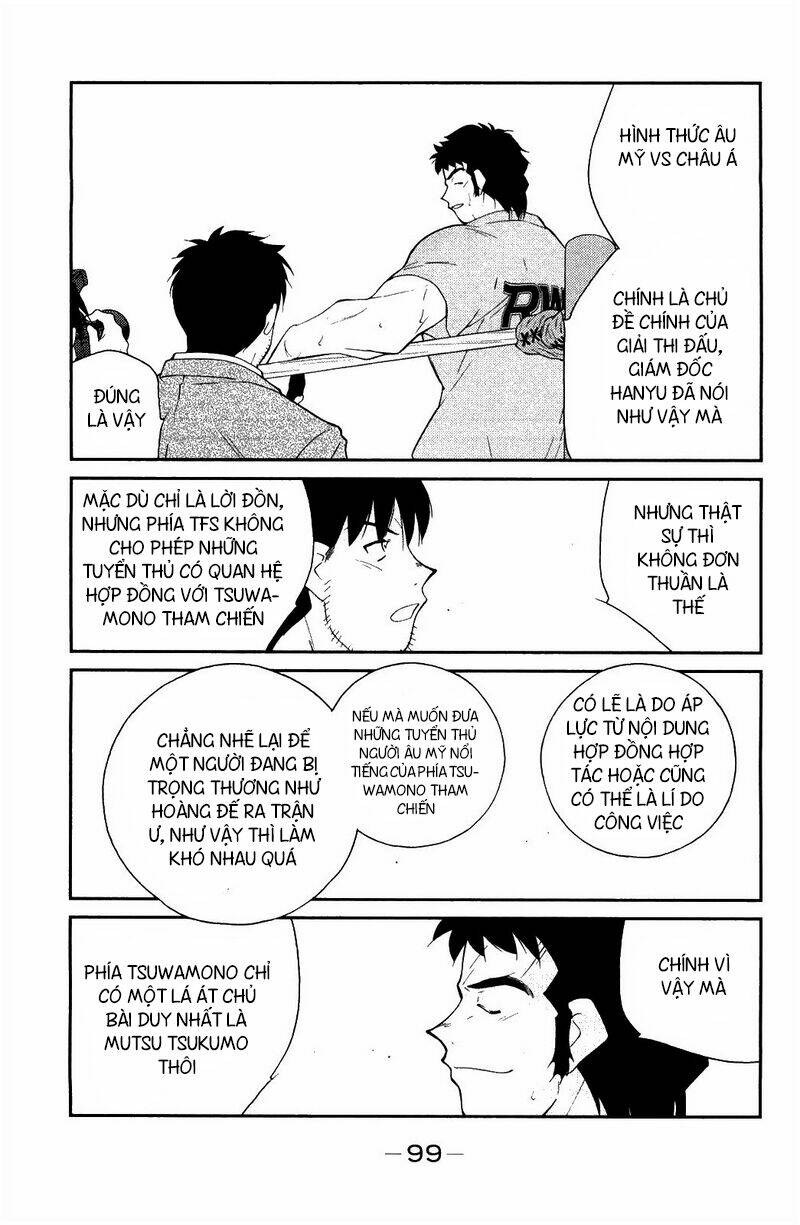 HÌNH THỨC ÂU
MỸ VS CHÂU Á
CHÍNH LÀ CHỦ
ĐỀ CHÍNH CỦA
GIẢI THI ĐẤU,
GIÁM ĐỐC
HANYU ĐÃ NÓI
NHƯ VẬY MÀ
RW
ĐÚNG
LÀ VẬY
NHƯNG THẬT
SỰ THÌ
KHÔNG ĐƠN
THUẦN LÀ
THẾ
MẶC DÙ CHỈ LÀ LỜI ĐỒN,
NHƯNG PHÍA TFS KHÔNG
CHO PHÉP NHỮNG
TUYỂN THỦ CÓ QUAN HỆ
HỢP ĐỒNG VỚI TSUWA-
MONO THAM CHIẾN
CÓ LẼ LÀ DO ÁP
LỰC TỪ NỘI DUNG
HỢP ĐỒNG HỢP
TÁC HOẶC CŨNG
CÓ THỂ LÀ LÍ DO
CÔNG VIỆC
NẾU MÀ MUỐN ĐƯA
NHỮNG TUYỂN THỦ
NGƯỜI ÂU MỸ NỔI
TIẾNG CỦA PHÍA TSU-
WAMONO THAM
CHIẾN
CHẲNG NHẼ LẠI ĐỂ
MỘT NGƯỜI ĐANG BỊ
TRỌNG THƯƠNG NHƯ
HOÀNG ĐẾ RA TRẬN
Ư, NHƯ VẬY THÌ LÀM
KHÓ NHAU QUÁ
CHÍNH VÌ
VẬY MÀ
PHÍA TSUWAMONO CHỈ
CÓ MỘT LÁ ÁT CHỦ
BÀI DUY NHẤT LÀ
MUTSU TSUKUMO
THÔI
-99-